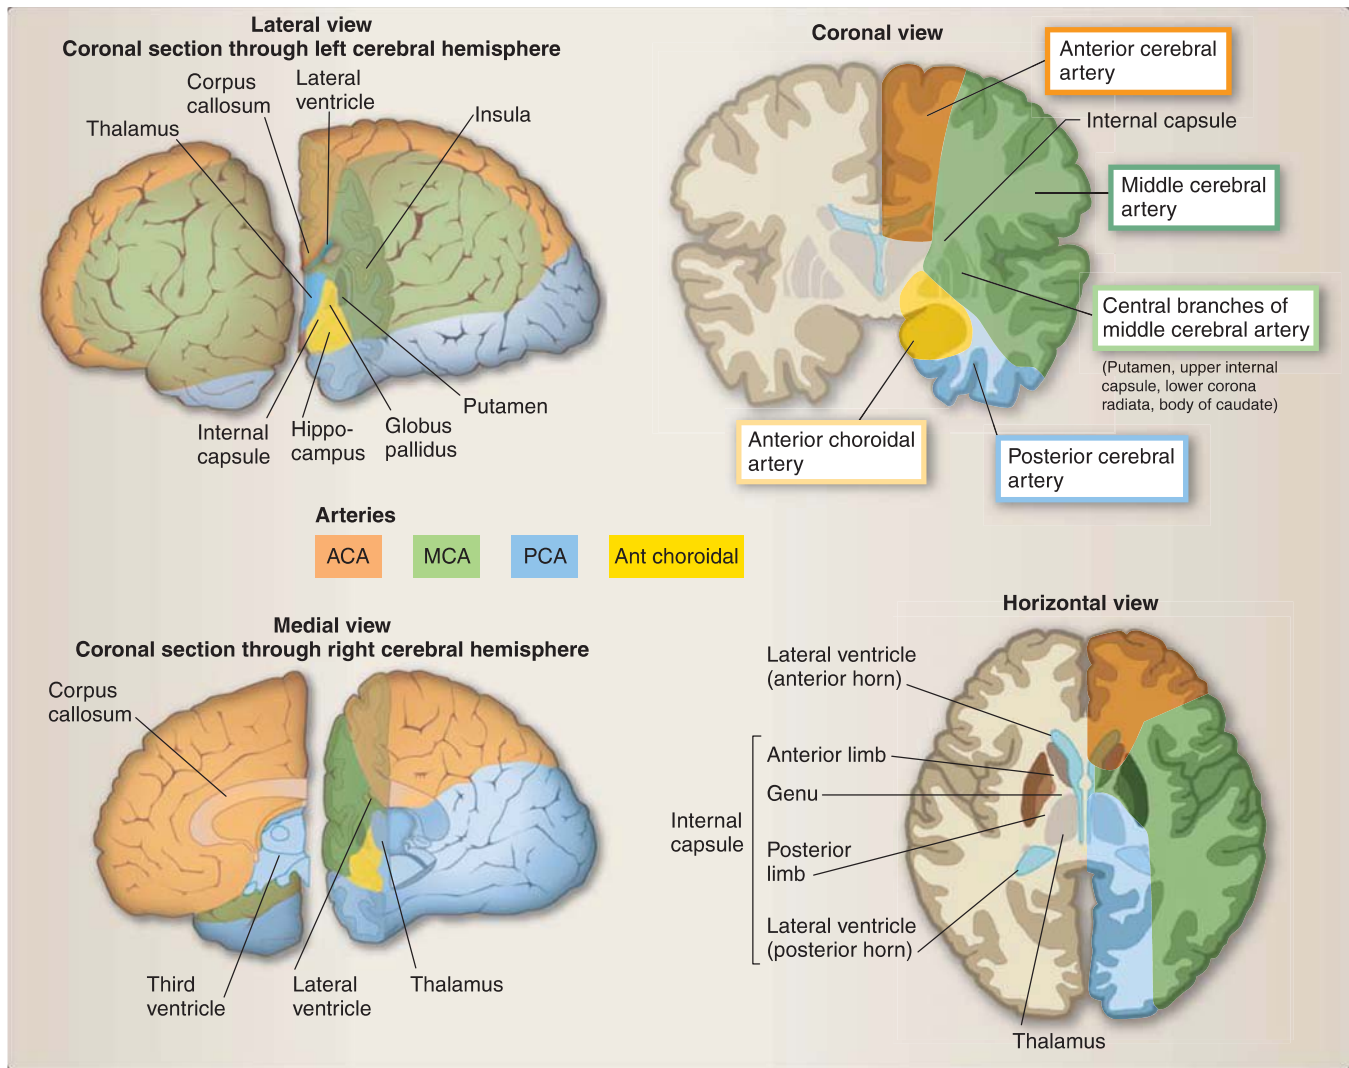 Lateral view
Coronal section through left cerebral hemisphere
Corpus
callosum
Lateral
ventricle
Insula
Thalamus
Internal
capsule
Hippo-
campus
Globus
pallidus
Putamen
Coronal view
Anterior cerebral
artery
Internal capsule
Middle cerebral
artery
Central branches of
middle cerebral artery
(Putamen, upper internal
capsule, lower corona
radiata, body of caudate)
Anterior choroidal
artery
Posterior cerebral
artery
Arteries
ACA
MCA
PCA
Ant choroidal
Medial view
Coronal section through right cerebral hemisphere
Corpus
callosum
Third
ventricle
Lateral
ventricle
Thalamus
Horizontal view
Lateral ventricle
(anterior horn)
Anterior limb
Genu
Internal
capsule
Posterior
limb
Lateral ventricle
(posterior horn)
Thalamus